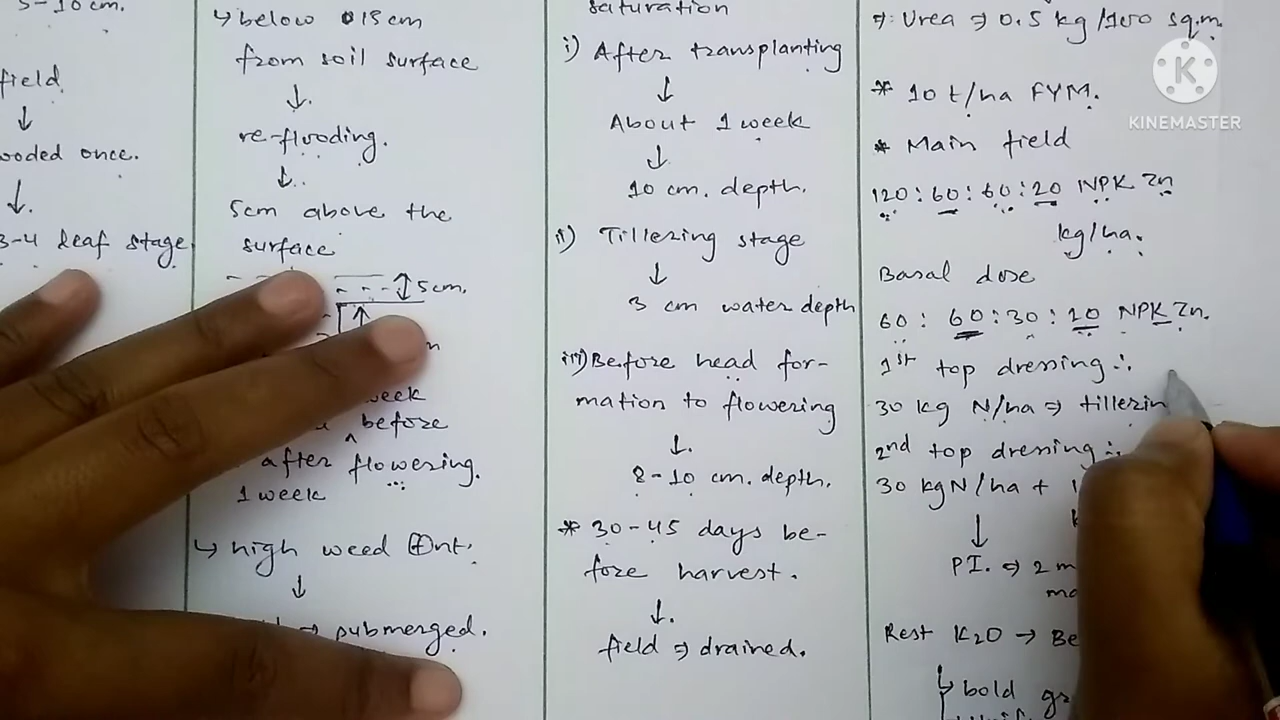 5-10 cm.
field
↓
ooded once.
↓
3-4 leaf stage
↳ below 15 cm
from soil surface
↓
re-flooding.
↓
5cm above the
surface
5cm.
week
before
after flowering.
1 week
↳ high weed
↓
submerged.
saturation
i) After transplanting
↓
About 1 week
↓
10 cm. depth.
ii) Tillering stage
↓
3 cm water depth
iii) Before head for-
mation to flowering
↓
8-10 cm. depth.
* 30-45 days be-
fore harvest.
↓
field ⇒ drained.
⇒ Urea ⇒ 0.5 kg/100 sq.m.
* 10 t/ha FYM.
* Main field
120:60:60:20 NPK Zn
kg/ha.
Basal dose
60: 60:30:20 NPK Zn.
1st top dressing :
30 kg N/ha ⇒ tillerin
2nd top dressing :
30 kg N/ha +
↓
PI. ⇒ 2 m
Rest K2O → Be
↳ bold gr
KINEMASTER